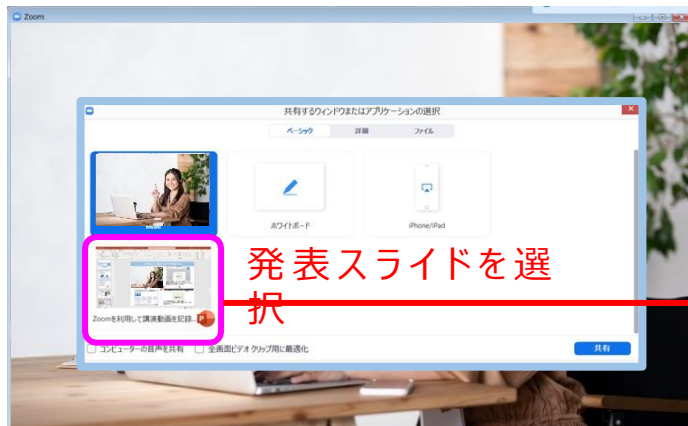 Zoom
共有するウィンドウまたはアプリケーションの選択
ベーシック 詳細 ファイル
ホワイトボード iPhone/iPad
発表スライドを選
択
Zoomを利用して講演動画を記録...
コンピューターの音声を共有 全画面ビデオ クリップ用に最適化
共有